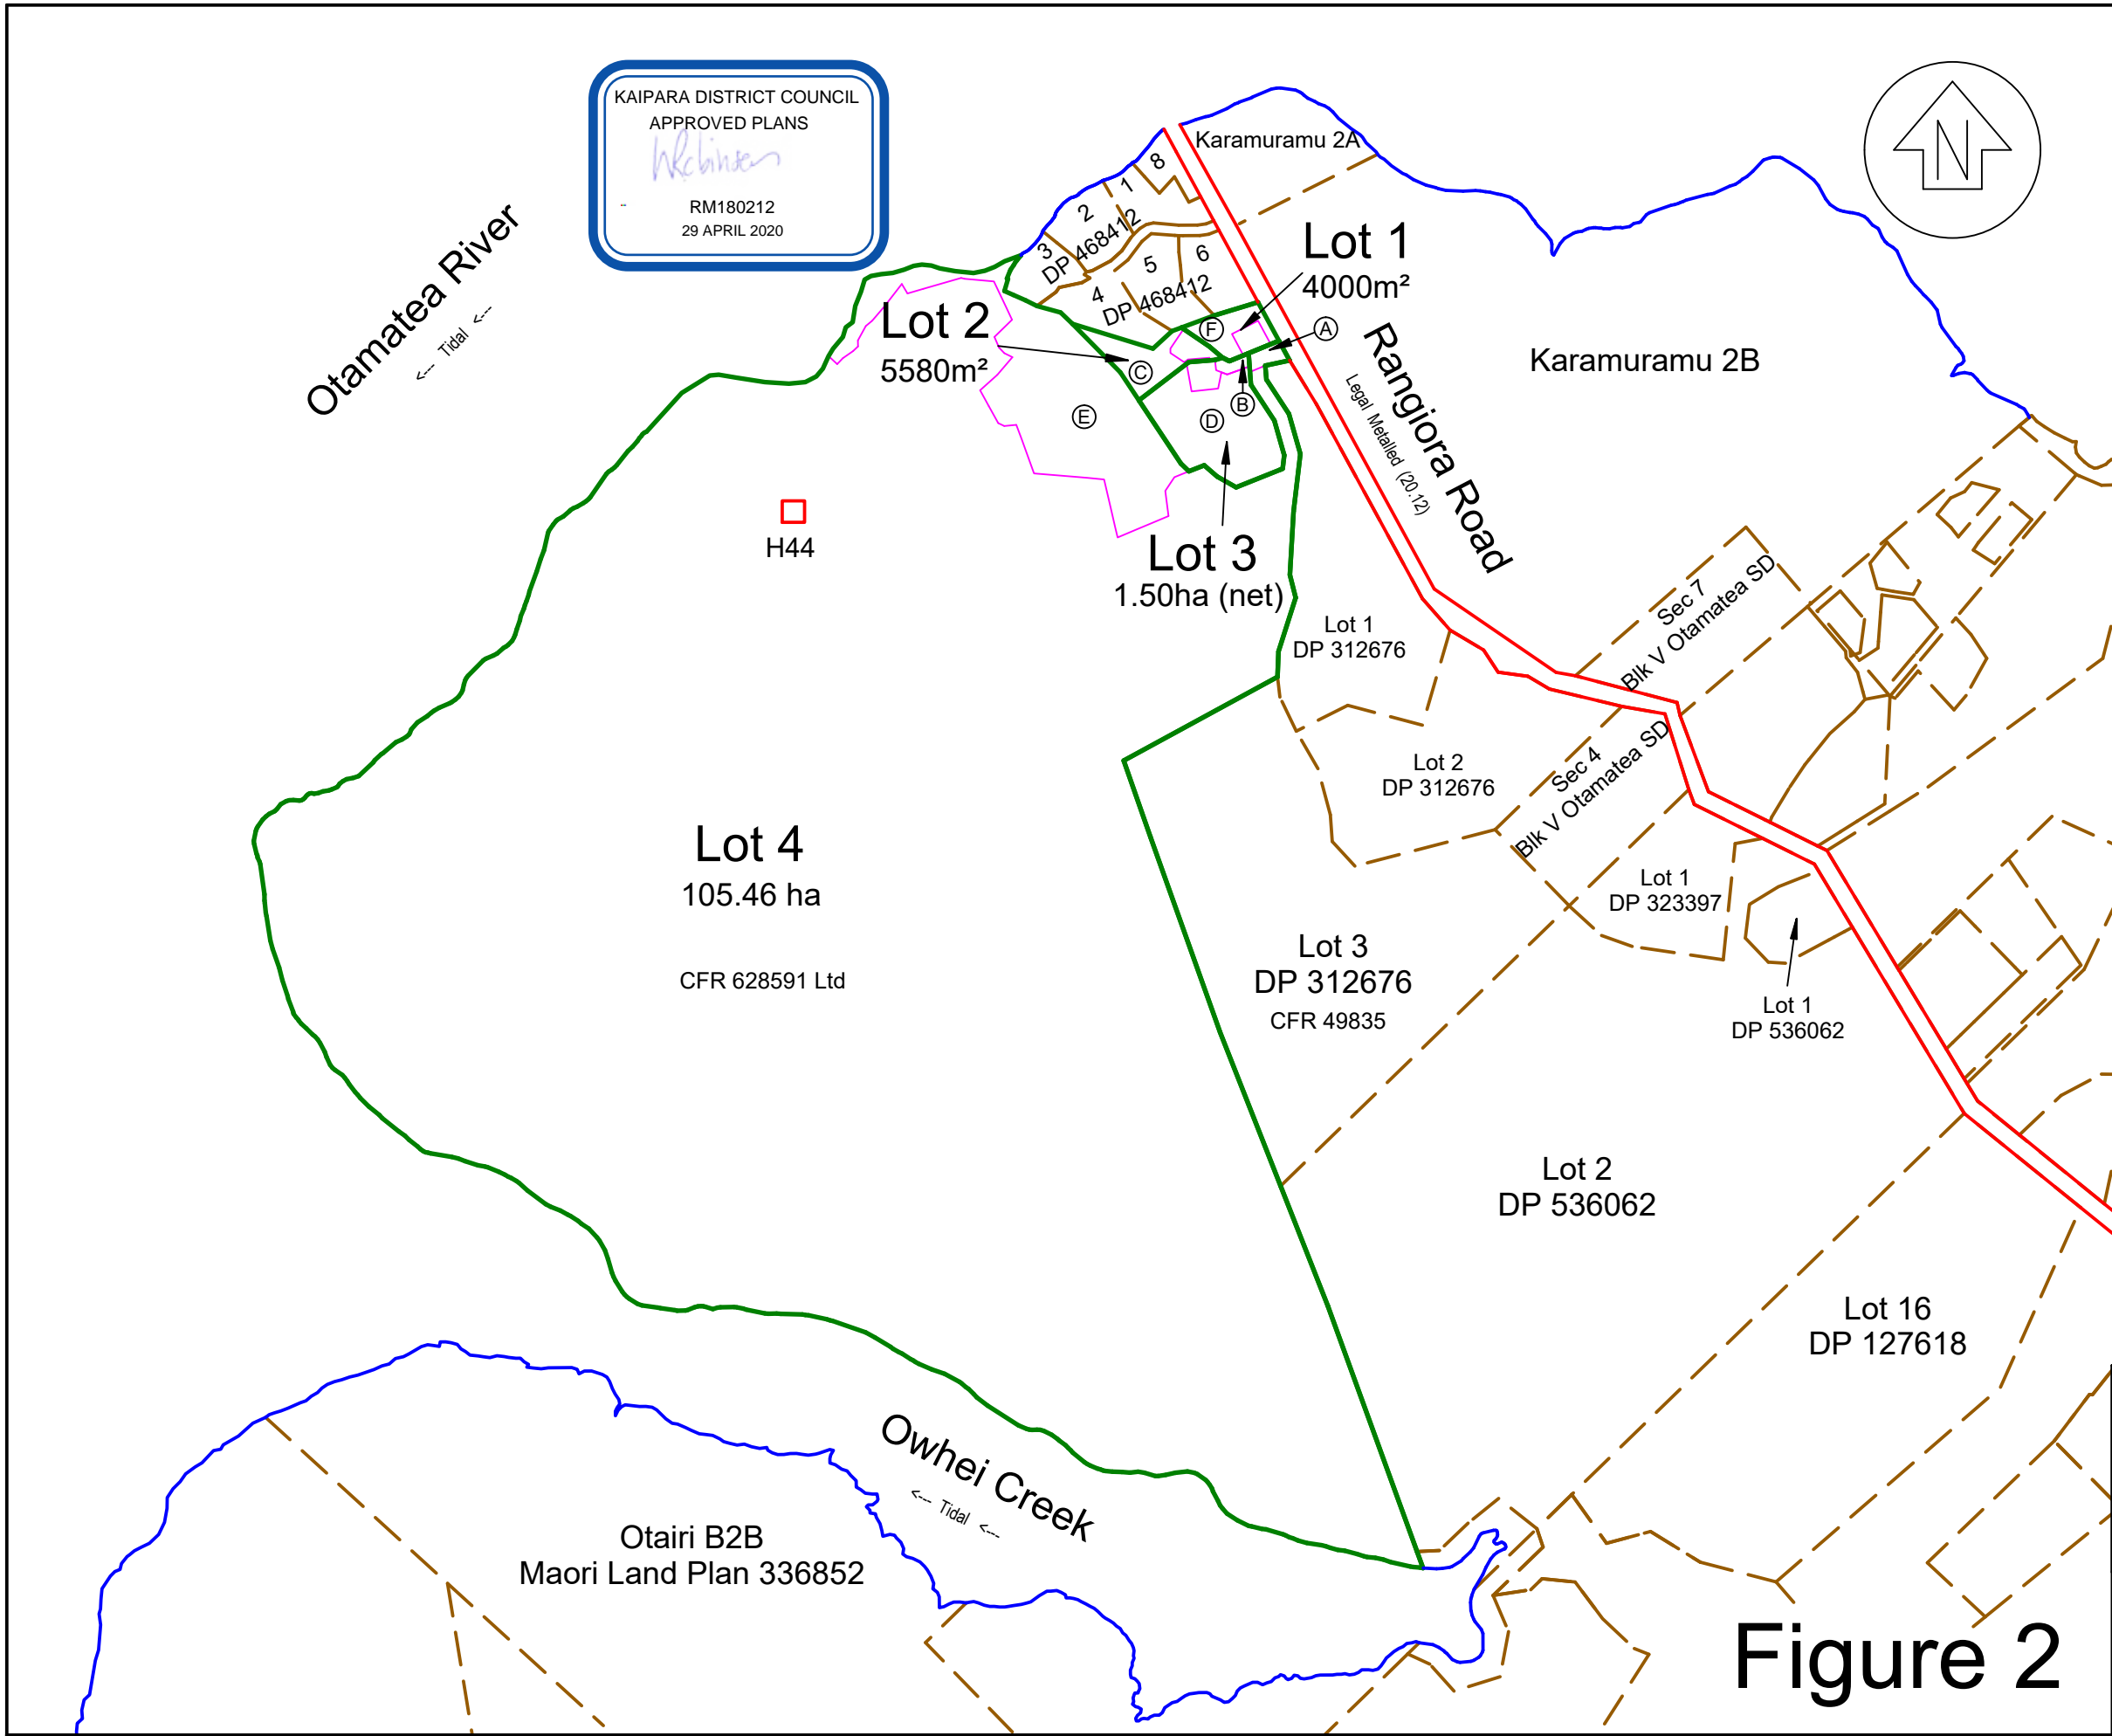 KAIPARA DISTRICT COUNCIL
APPROVED PLANS
RM180212
29 APRIL 2020
N
Otamatea River
<--- Tidal <---
Karamuramu 2A
8
1
2
3
DP 468412
4
5
6
DP 468412
Lot 1
4000m²
Lot 2
5580m²
A
B
C
D
E
F
Rangiora Road
Legal Metalled (20.12)
Karamuramu 2B
H44
Lot 3
1.50ha (net)
Lot 1
DP 312676
Sec 7
Blk V Otamatea SD
Lot 2
DP 312676
Sec 4
Blk V Otamatea SD
Lot 4
105.46 ha
CFR 628591 Ltd
Lot 1
DP 323397
Lot 3
DP 312676
CFR 49835
Lot 1
DP 536062
Lot 2
DP 536062
Lot 16
DP 127618
Owhei Creek
<--- Tidal <---
Otairi B2B
Maori Land Plan 336852
Figure 2